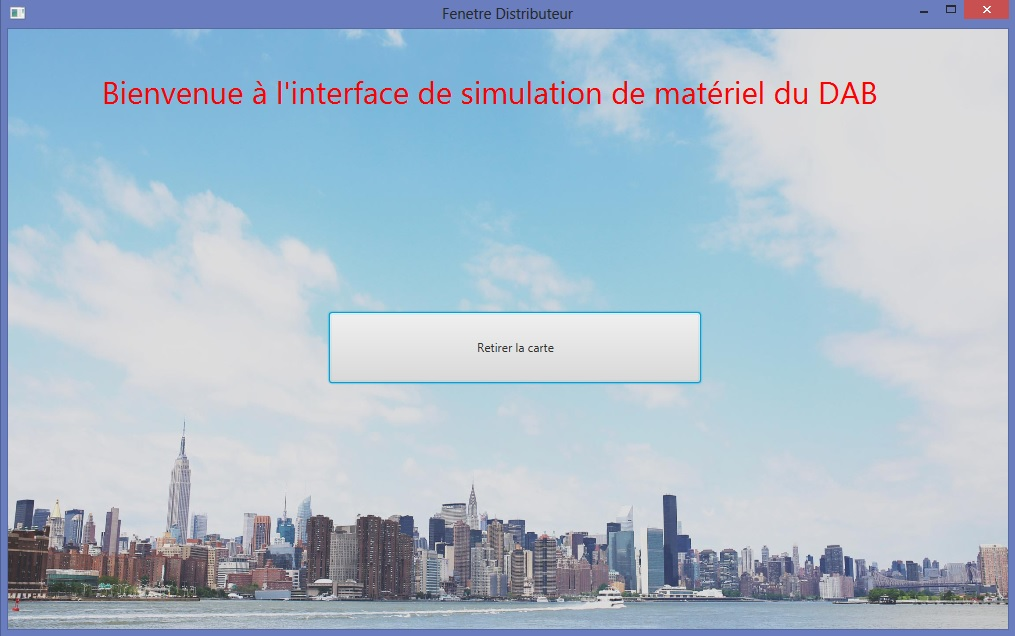 Fenetre Distributeur
Bienvenue à l'interface de simulation de matériel du DAB
Retirer la carte